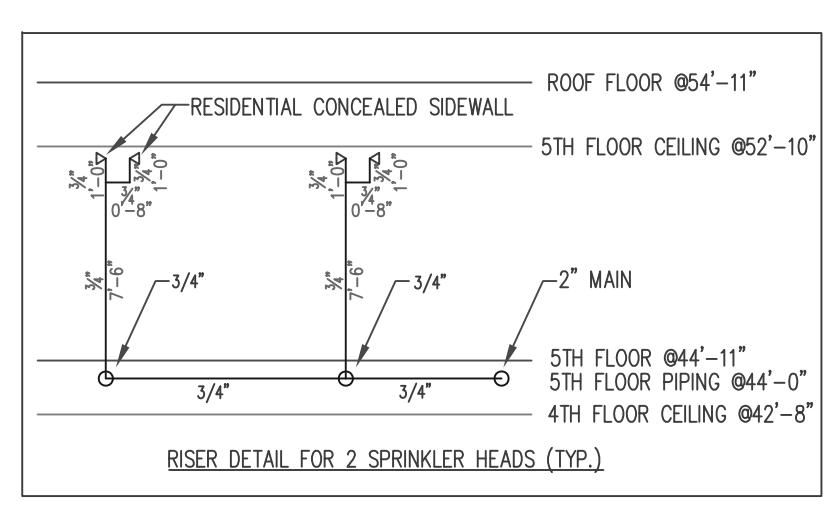 ROOF FLOOR @54'-11"
RESIDENTIAL CONCEALED SIDEWALL
5TH FLOOR CEILING @52'-10"
3/4"
1'-0"
3/4"
0'-8"
3/4"
1'-0"
3/4"
1'-0"
3/4"
0'-8"
3/4"
1'-0"
3/4"
7'-6"
3/4"
3/4"
7'-6"
3/4"
2" MAIN
5TH FLOOR @44'-11"
5TH FLOOR PIPING @44'-0"
3/4"
3/4"
4TH FLOOR CEILING @42'-8"
RISER DETAIL FOR 2 SPRINKLER HEADS (TYP.)